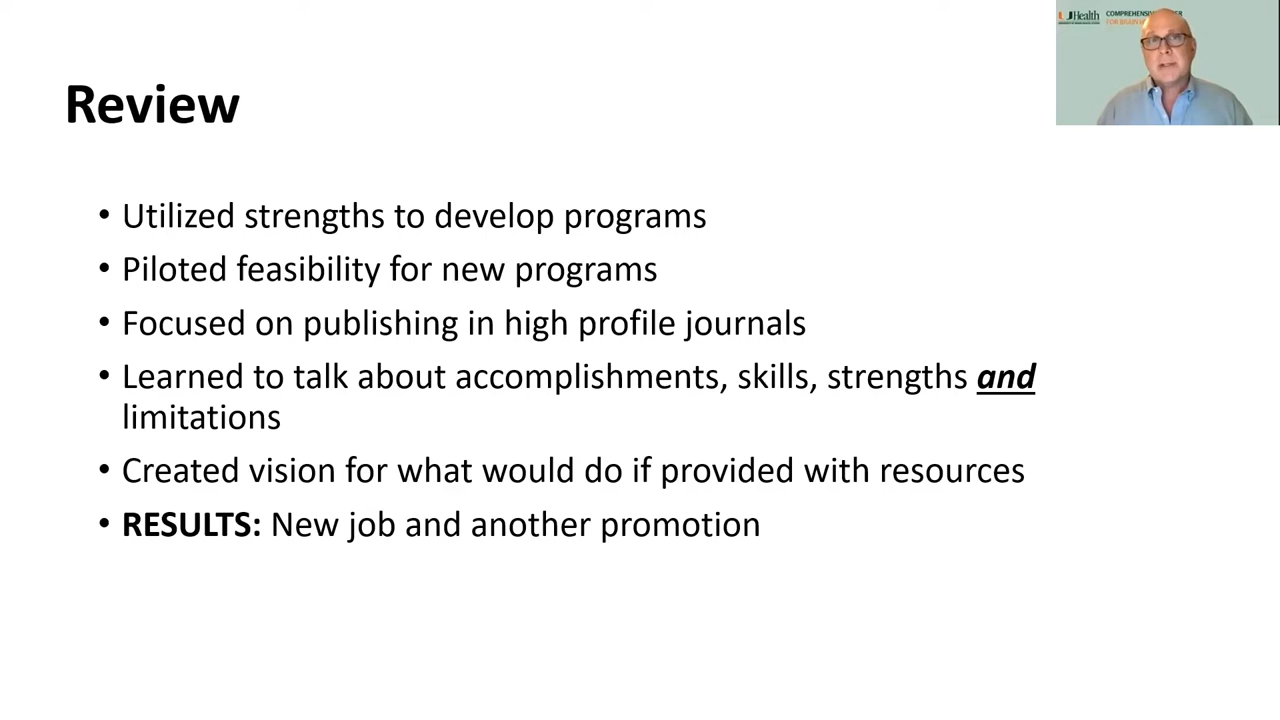 UHealth COMPREHENSIVE
Review
• Utilized strengths to develop programs
• Piloted feasibility for new programs
• Focused on publishing in high profile journals
• Learned to talk about accomplishments, skills, strengths and
limitations
• Created vision for what would do if provided with resources
• RESULTS: New job and another promotion